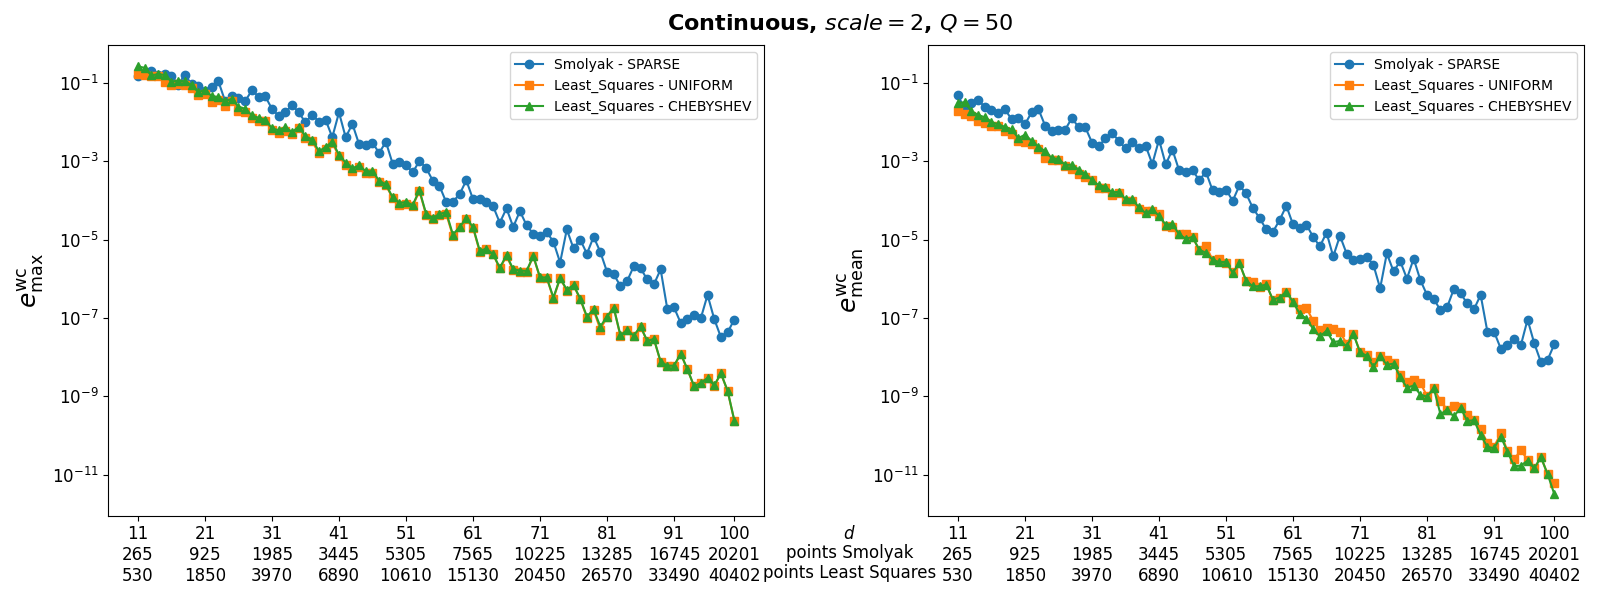 Continuous, scale = 2, Q = 50
Smolyak - SPARSE
Least_Squares - UNIFORM
Least_Squares - CHEBYSHEV
e^wc_max
10^−1
10^−3
10^−5
10^−7
10^−9
10^−11
11 21 31 41 51 61 71 81 91 100
265 925 1985 3445 5305 7565 10225 13285 16745 20201
530 1850 3970 6890 10610 15130 20450 26570 33490 40402
d
points Smolyak
points Least Squares
Smolyak - SPARSE
Least_Squares - UNIFORM
Least_Squares - CHEBYSHEV
e^wc_mean
10^−1
10^−3
10^−5
10^−7
10^−9
10^−11
11 21 31 41 51 61 71 81 91 100
265 925 1985 3445 5305 7565 10225 13285 16745 20201
530 1850 3970 6890 10610 15130 20450 26570 33490 40402